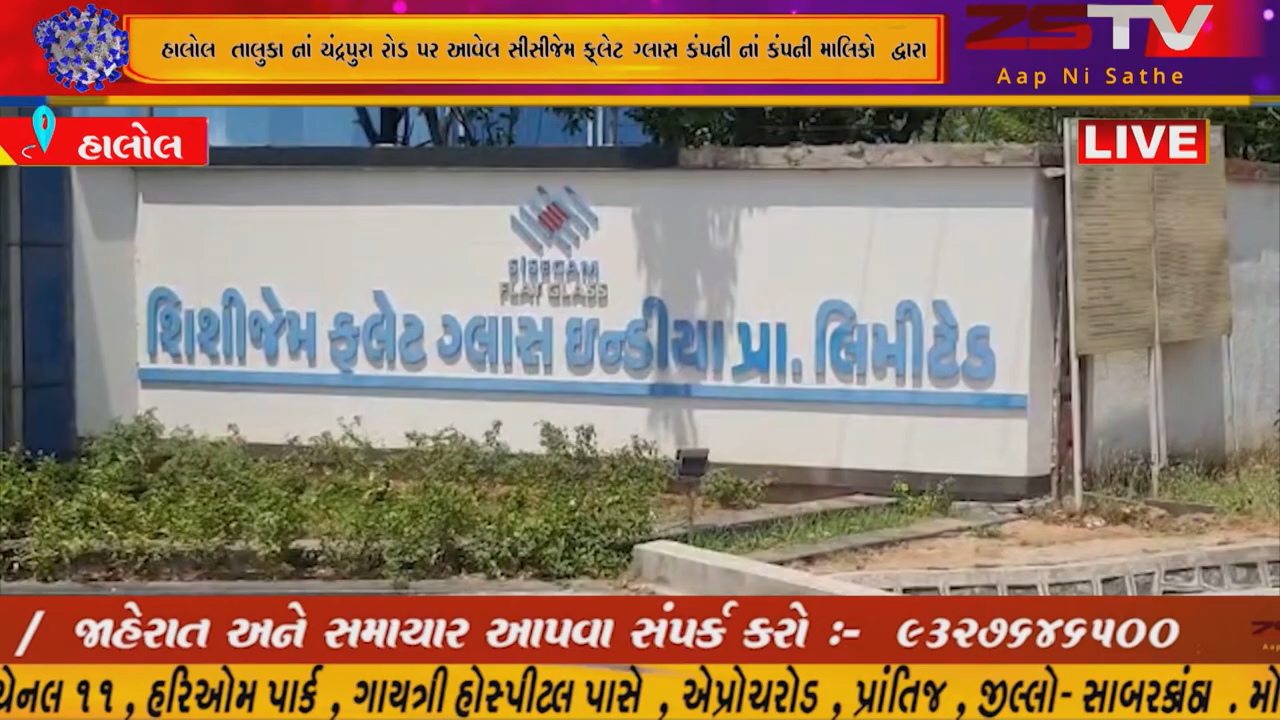 હાલોલ તાલુકા નાં ચંદ્રપુરા રોડ પર આવેલ સીસીજેમ ફ્લેટ ગ્લાસ કંપની નાં કંપની માલિકો દ્વારા
ZSTV
Aap Ni Sathe
હાલોલ
LIVE
SISECAM
FLAT GLASS
શિશીજેમ ફલેટ ગ્લાસ ઇન્ડીયા પ્રા. લિમીટેડ
/ જાહેરાત અને સમાચાર આપવા સંપર્ક કરો :- ૯૩૨૭૬૪૬૫૦૦
ચેનલ ૧૧ , હરિઓમ પાર્ક , ગાયત્રી હોસ્પીટલ પાસે , એપ્રોચરોડ , પ્રાંતિજ , જીલ્લો- સાબરકાંઠા . મો